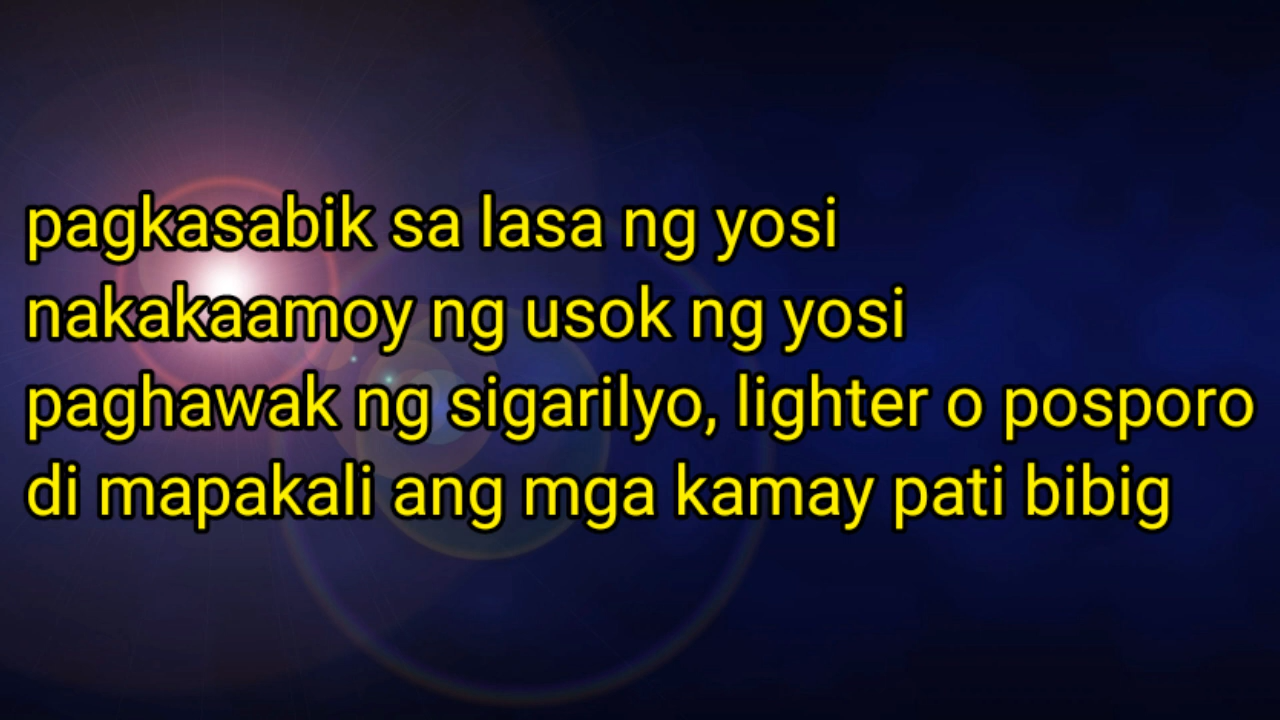 pagkasabik sa lasa ng yosi
nakakaamoy ng usok ng yosi
paghawak ng sigarilyo, lighter o posporo
di mapakali ang mga kamay pati bibig